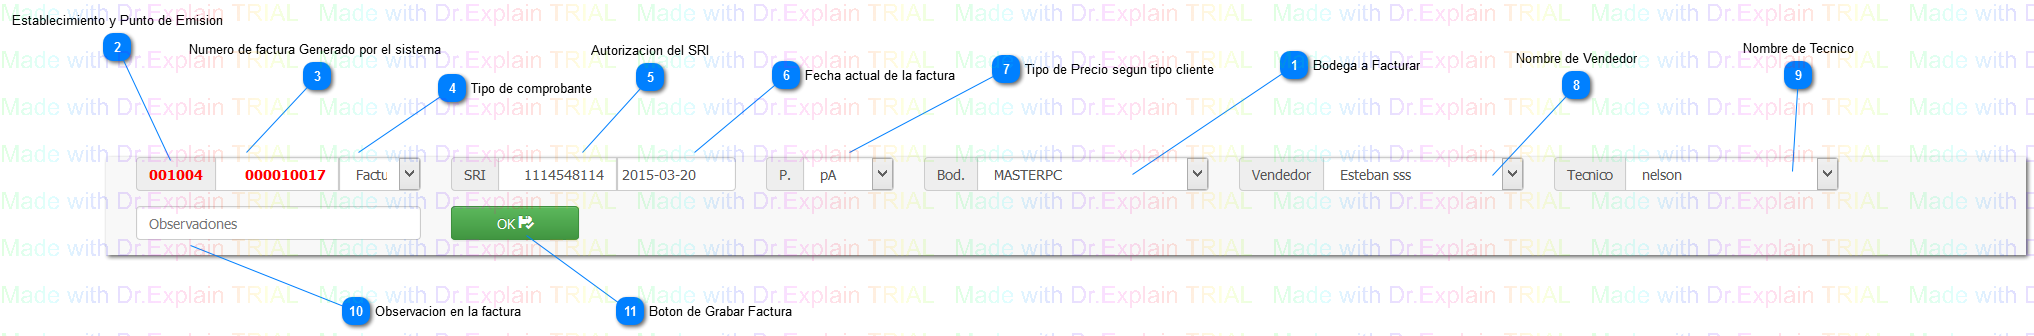 Establecimiento y Punto de Emision
2
Numero de factura Generado por el sistema
3
4 Tipo de comprobante
Autorizacion del SRI
5
6 Fecha actual de la factura
7 Tipo de Precio segun tipo cliente
1 Bodega a Facturar
Nombre de Vendedor
8
Nombre de Tecnico
9
001004 000010017 Factu SRI 1114548114 2015-03-20 P. pA Bod. MASTERPC Vendedor Esteban sss Tecnico nelson
Observaciones OK
10 Observacion en la factura
11 Boton de Grabar Factura
Made with Dr.Explain TRIAL